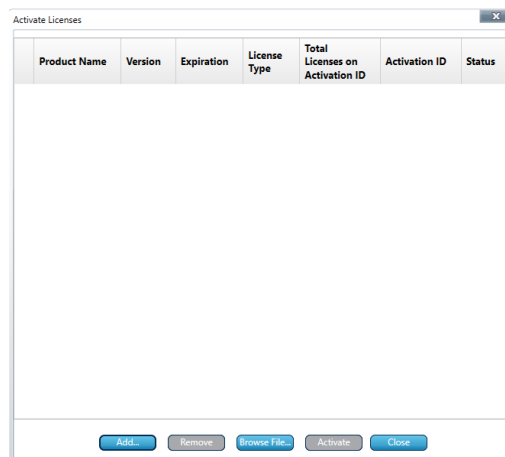 Activate Licenses
x
Product Name Version Expiration License Type Total Licenses on Activation ID Activation ID Status
Add... Remove Browse File... Activate Close